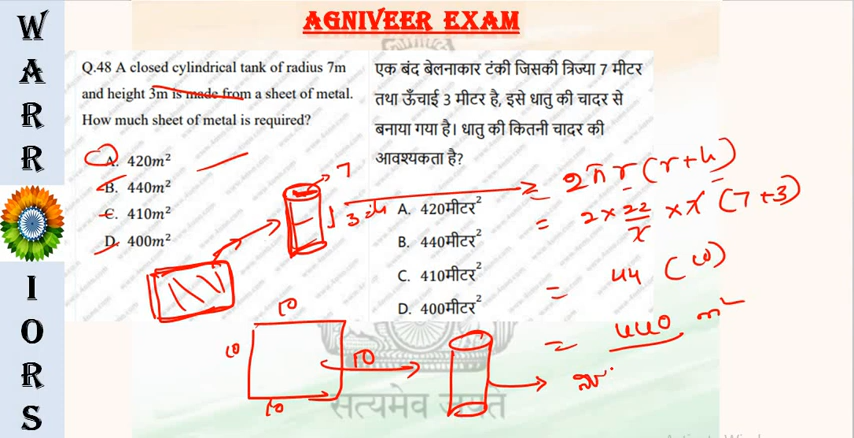 AGNIVEER EXAM
W
A
R
R
I
O
R
S
Q.48 A closed cylindrical tank of radius 7m
and height 3m is made from a sheet of metal.
How much sheet of metal is required?
A. 420m²
B. 440m²
C. 410m²
D. 400m²
एक बंद बेलनाकार टंकी जिसकी त्रिज्या 7 मीटर
तथा ऊँचाई 3 मीटर है, इसे धातु की चादर से
बनाया गया है। धातु की कितनी चादर की
आवश्यकता है?
A. 420मीटर²
B. 440मीटर²
C. 410मीटर²
D. 400मीटर²
7
= 2πr(r+h)
= 2×22/7×7(7+3)
= 44(10)
= 440 m²
10
10
10
10
सत्यमेव जयते